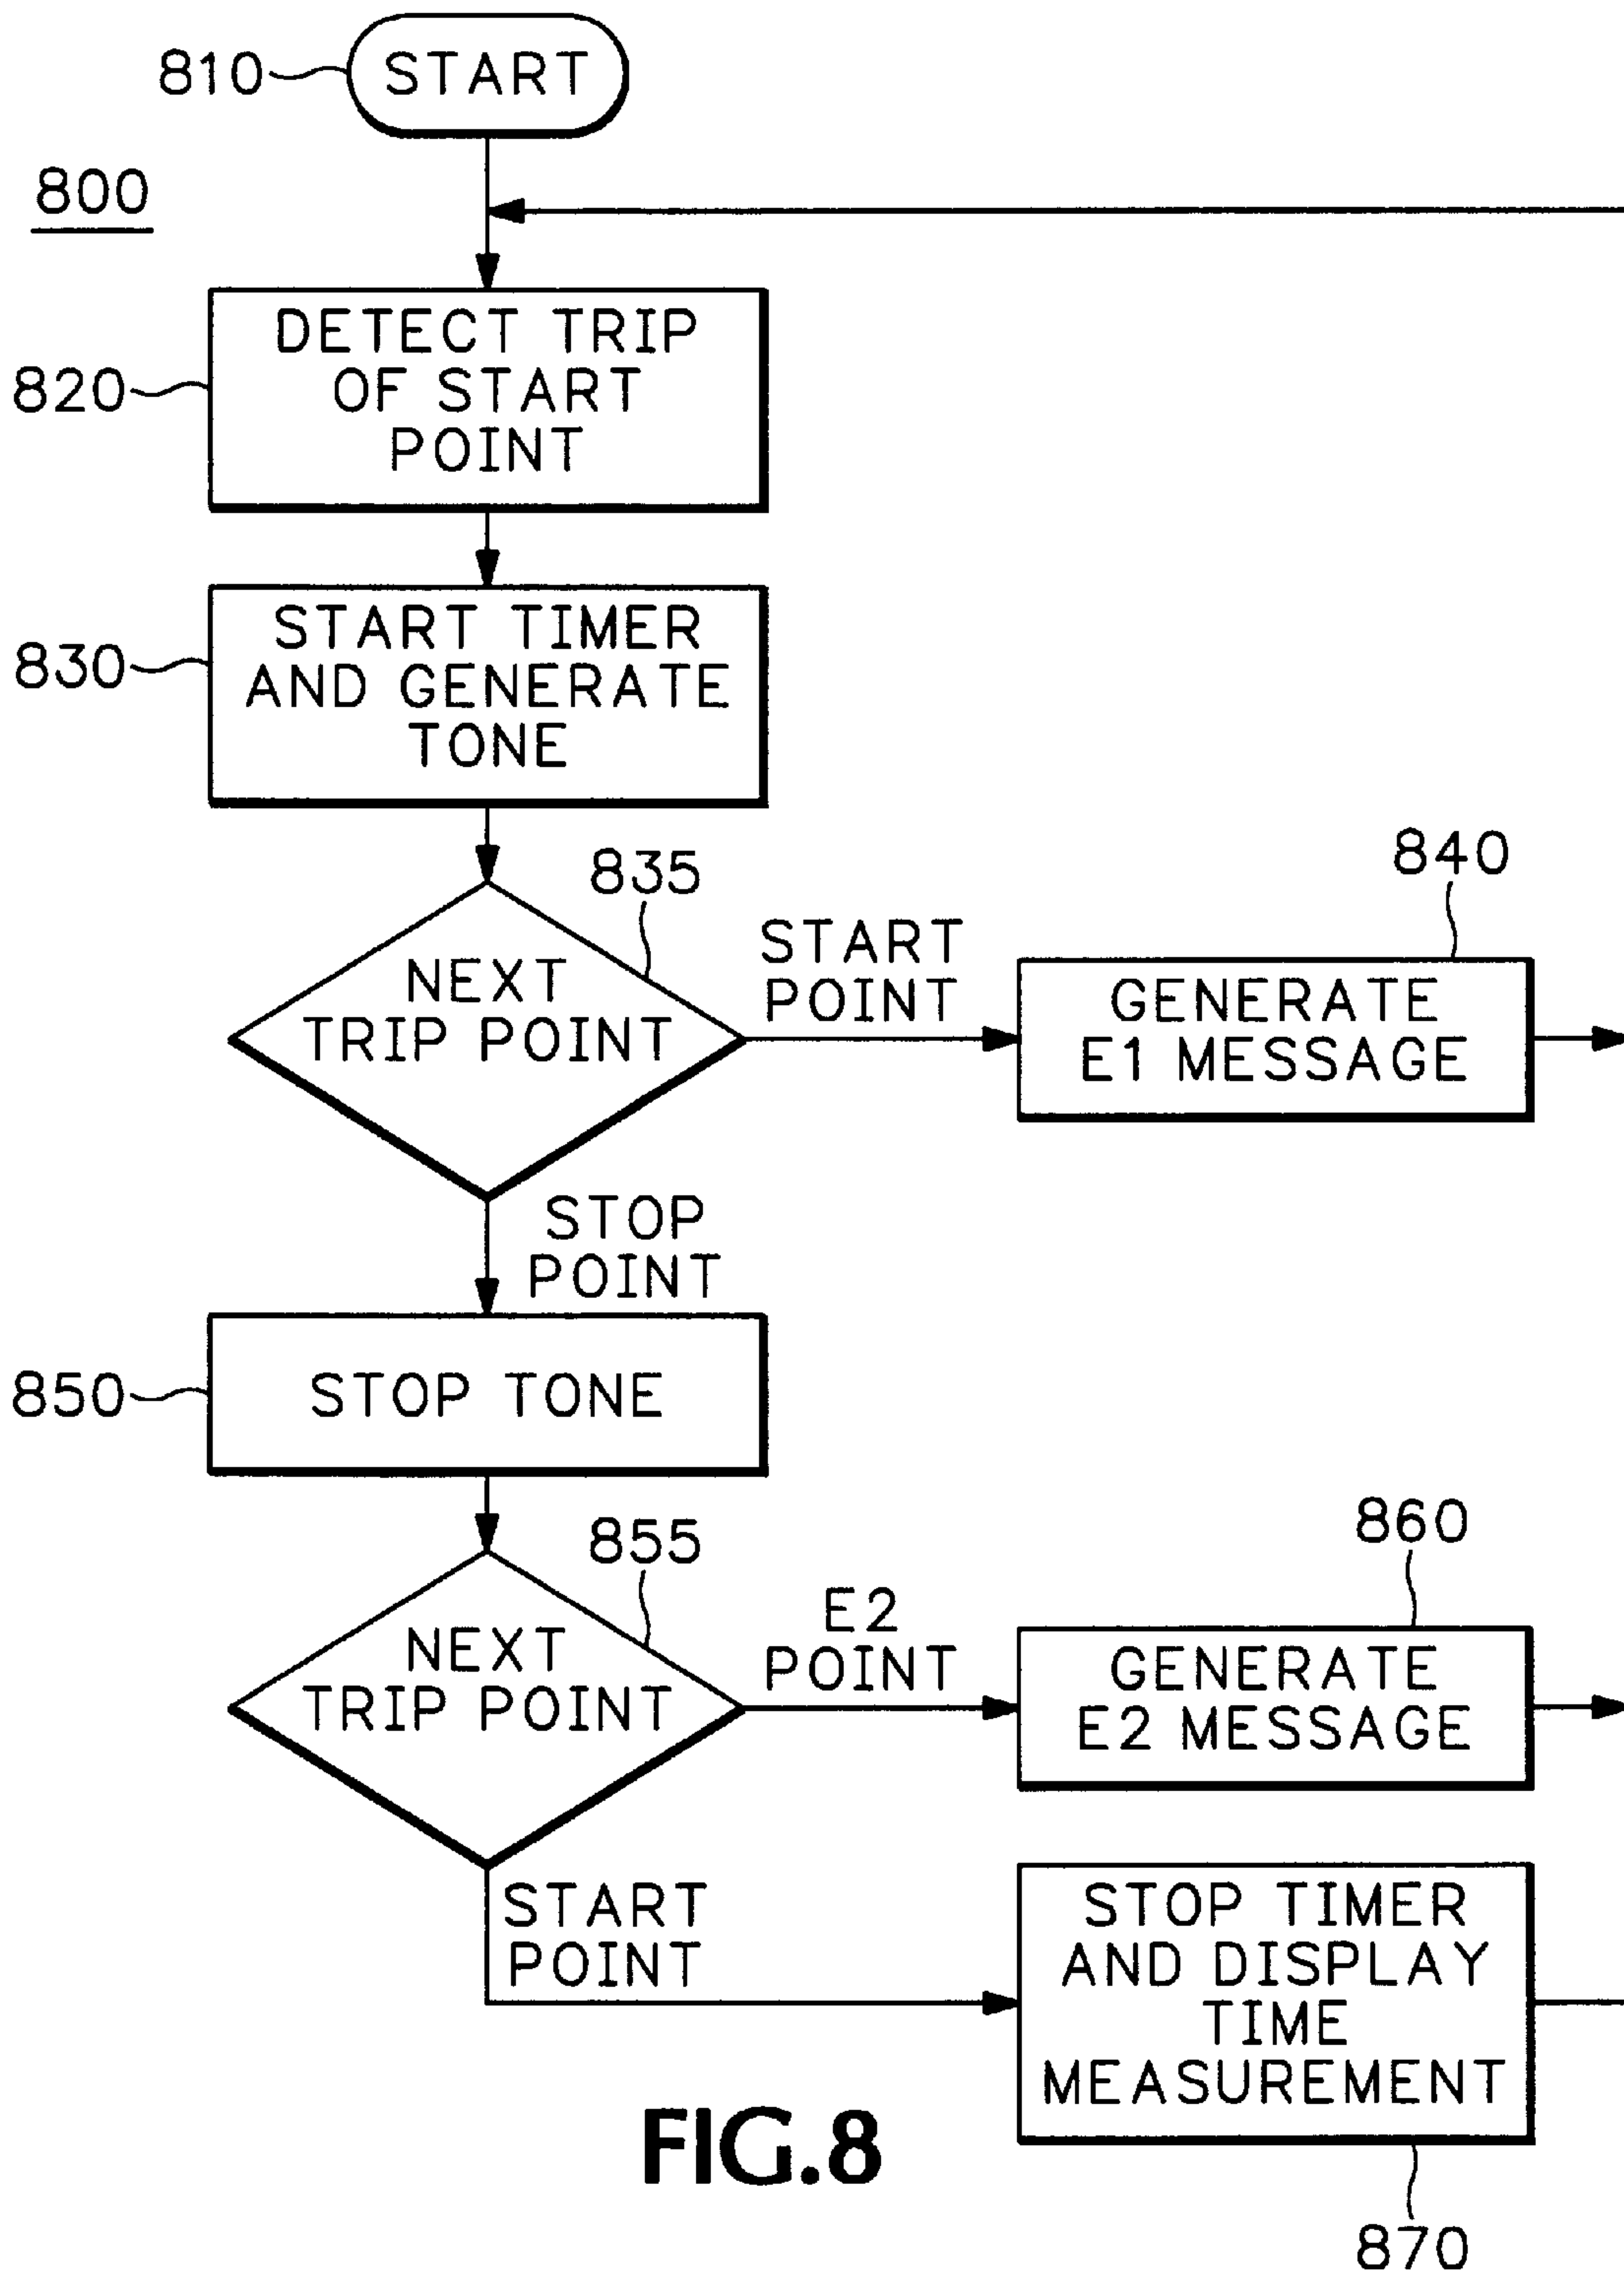 810
START
800
DETECT TRIP
OF START
POINT
820
START TIMER
AND GENERATE
TONE
830
835
NEXT
TRIP POINT
START
POINT
840
GENERATE
E1 MESSAGE
STOP
POINT
850
STOP TONE
855
NEXT
TRIP POINT
E2
POINT
860
GENERATE
E2 MESSAGE
START
POINT
STOP TIMER
AND DISPLAY
TIME
MEASUREMENT
870
FIG.8